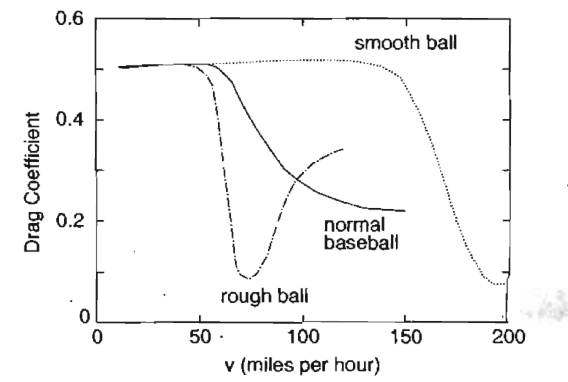 0.6
smooth ball
0.4
Drag Coefficient
0.2
normal
baseball
rough ball
0
0 50 100 150 200
v (miles per hour)